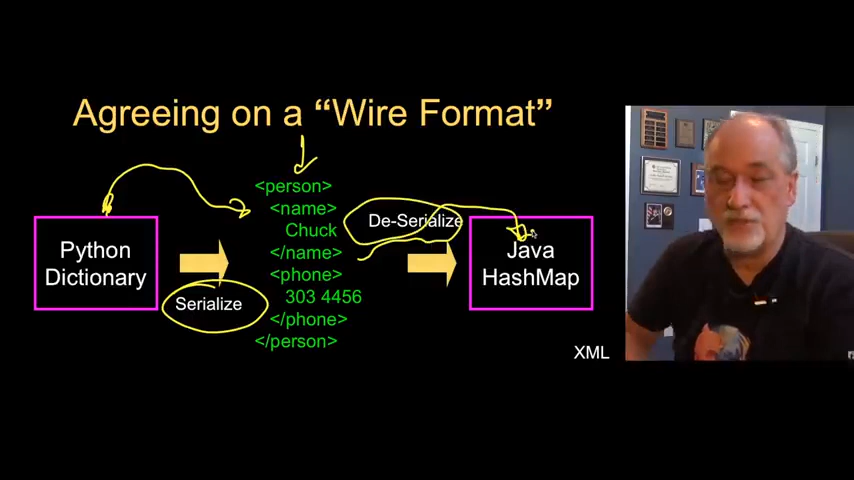 Agreeing on a “Wire Format”
<person>
<name>
Chuck
</name>
<phone>
303 4456
</phone>
</person>
Python
Dictionary
Serialize
De-Serialize
Java
HashMap
XML